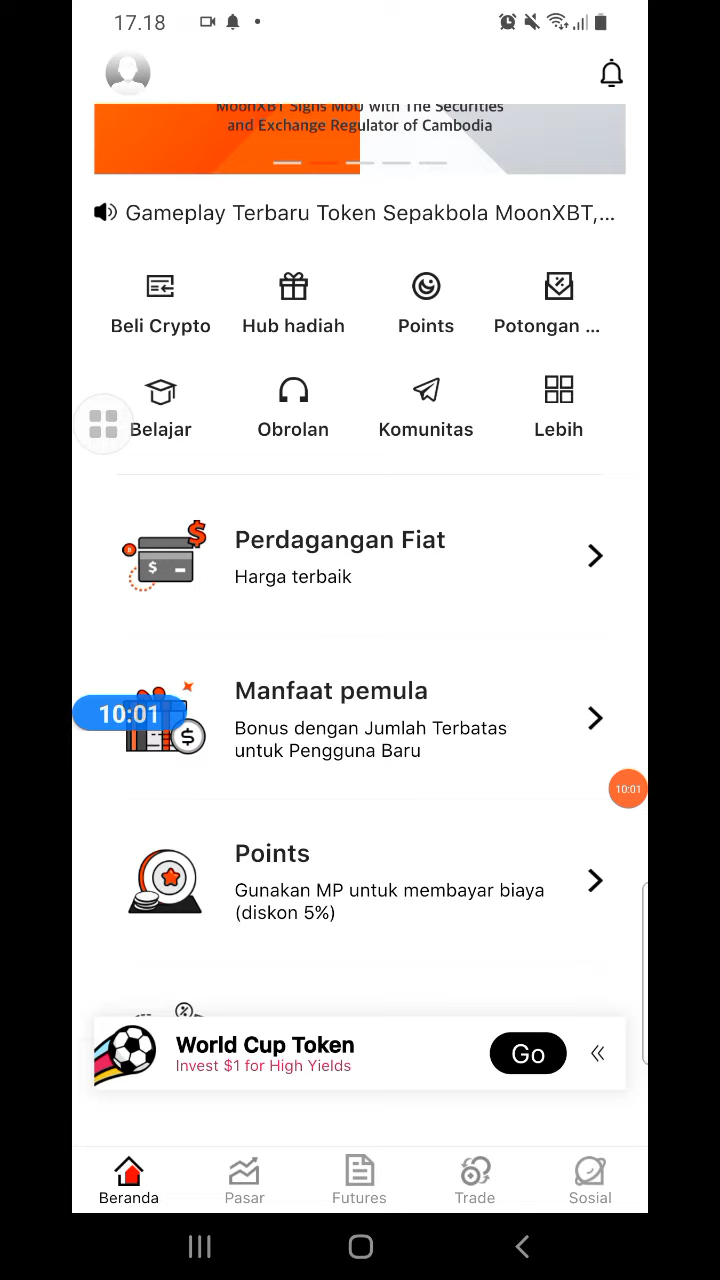 17.18
MoonXBT Signs MoU with The Securities
and Exchange Regulator of Cambodia
Gameplay Terbaru Token Sepakbola MoonXBT,...
Beli Crypto
Hub hadiah
Points
Potongan ...
Belajar
Obrolan
Komunitas
Lebih
Perdagangan Fiat
Harga terbaik
Manfaat pemula
10:01
Bonus dengan Jumlah Terbatas
untuk Pengguna Baru
10:01
Points
Gunakan MP untuk membayar biaya
(diskon 5%)
World Cup Token
Invest $1 for High Yields
Go
Beranda
Pasar
Futures
Trade
Sosial